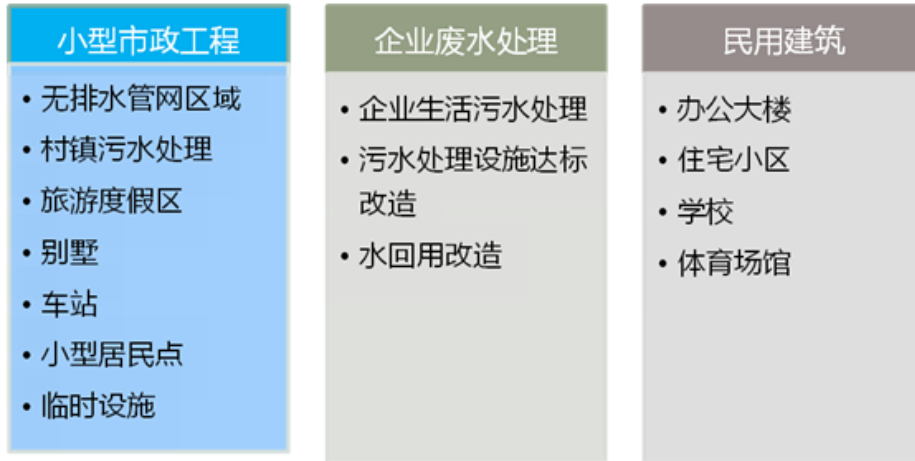 小型市政工程
• 无排水管网区域
• 村镇污水处理
• 旅游度假区
• 别墅
• 车站
• 小型居民点
• 临时设施
企业废水处理
• 企业生活污水处理
• 污水处理设施达标
改造
• 水回用改造
民用建筑
• 办公大楼
• 住宅小区
• 学校
• 体育场馆